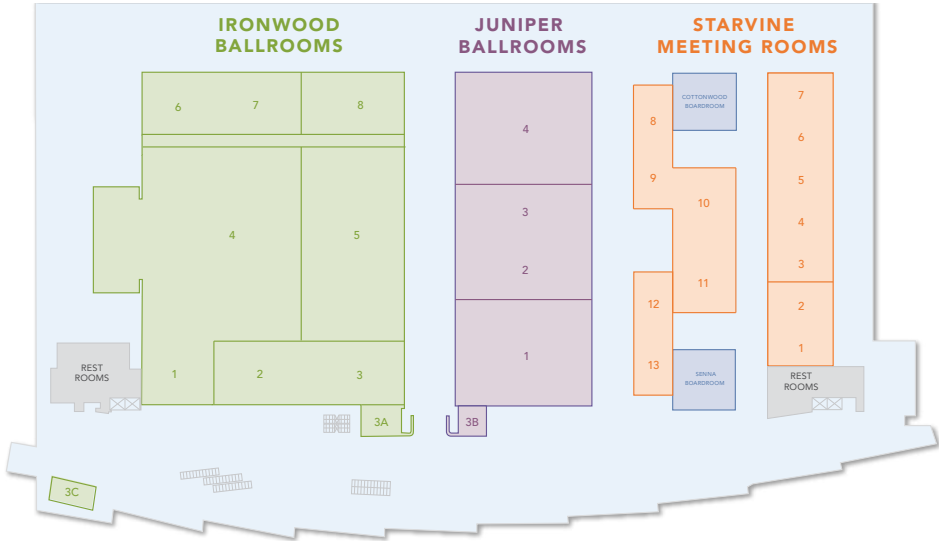 IRONWOOD
BALLROOMS
JUNIPER
BALLROOMS
STARVINE
MEETING ROOMS
6
7
8
4
5
1
2
3
3A
3C
REST
ROOMS
4
3
2
1
3B
8
9
10
11
12
13
COTTONWOOD
BOARDROOM
SENNA
BOARDROOM
7
6
5
4
3
2
1
REST
ROOMS